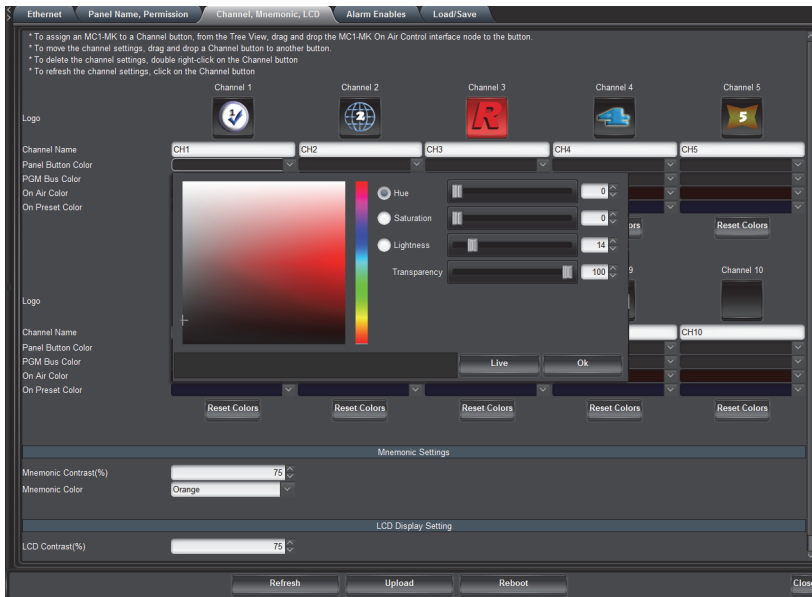 Ethernet Panel Name, Permission Channel, Mnemonic, LCD Alarm Enables Load/Save
* To assign an MC1-MK to a Channel button, from the Tree View, drag and drop the MC1-MK On Air Control interface node to the button.
* To move the channel settings, drag and drop a Channel button to another button.
* To delete the channel settings, double right-click on the Channel button
* To refresh the channel settings, click on the Channel button
Channel 1 Channel 2 Channel 3 Channel 4 Channel 5
Logo 1 2 R 4 5
Channel Name CH1 CH2 CH3 CH4 CH5
Panel Button Color
PGM Bus Color
On Air Color
On Preset Color
Hue 0
Saturation 0
Lightness 14
Transparency 100
ors Reset Colors
9 Channel 10
Logo
Channel Name CH10
Panel Button Color
PGM Bus Color
On Air Color
On Preset Color
Live Ok
Reset Colors Reset Colors Reset Colors Reset Colors Reset Colors
Mnemonic Settings
Mnemonic Contrast(%) 75
Mnemonic Color Orange
LCD Display Setting
LCD Contrast(%) 75
Refresh Upload Reboot Close